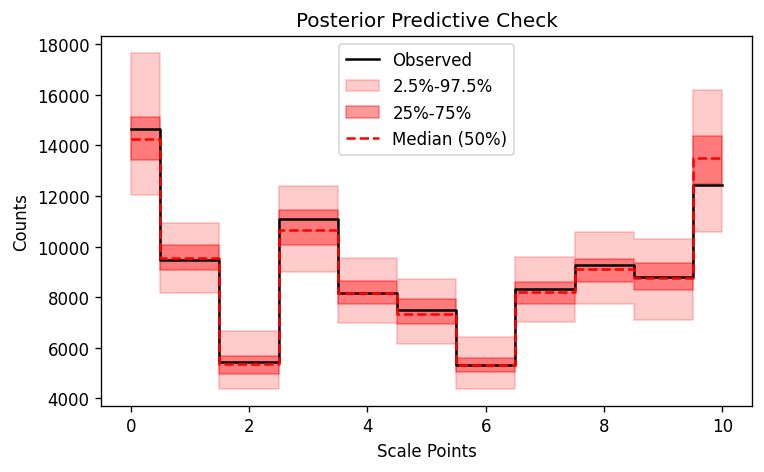 Posterior Predictive Check
18000
16000
14000
12000
10000
8000
6000
4000
Counts
Observed
2.5%-97.5%
25%-75%
Median (50%)
0 2 4 6 8 10
Scale Points